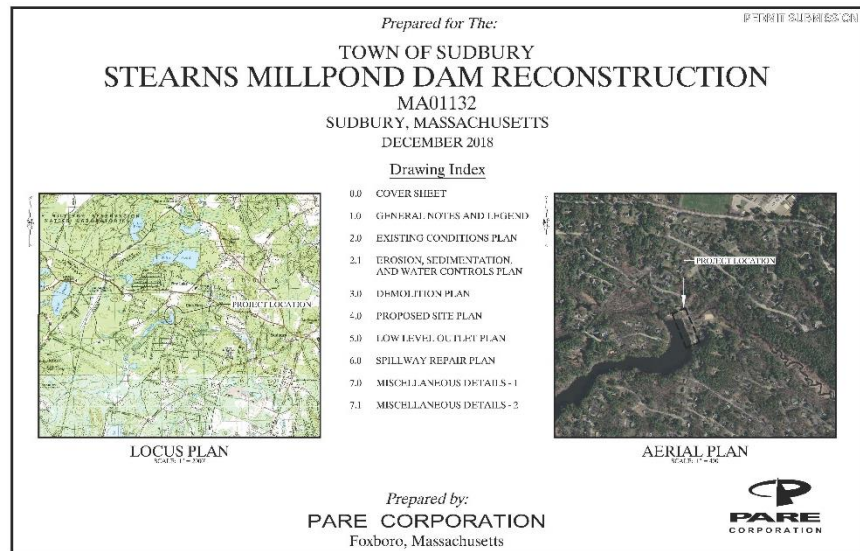 Prepared for The:
PERMIT SUBMISSION
TOWN OF SUDBURY
STEARNS MILLPOND DAM RECONSTRUCTION
MA01132
SUDBURY, MASSACHUSETTS
DECEMBER 2018
Drawing Index
0.0 COVER SHEET
1.0 GENERAL NOTES AND LEGEND
2.0 EXISTING CONDITIONS PLAN
2.1 EROSION, SEDIMENTATION,
AND WATER CONTROLS PLAN
3.0 DEMOLITION PLAN
4.0 PROPOSED SITE PLAN
5.0 LOW LEVEL OUTLET PLAN
6.0 SPILLWAY REPAIR PLAN
7.0 MISCELLANEOUS DETAILS - 1
7.1 MISCELLANEOUS DETAILS - 2
PROJECT LOCATION
LOCUS PLAN
PROJECT LOCATION
AERIAL PLAN
Prepared by:
PARE CORPORATION
Foxboro, Massachusetts
PARE
CORPORATION